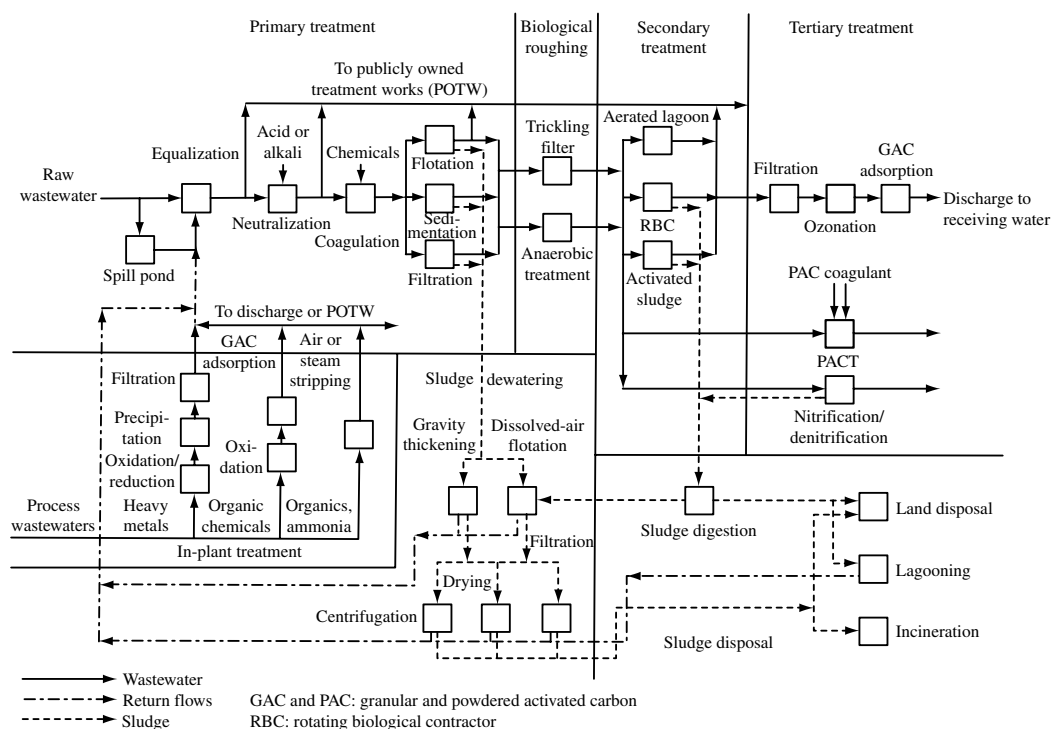 Primary treatment
Biological
roughing
Secondary
treatment
Tertiary treatment
To publicly owned
treatment works (POTW)
Raw
wastewater
Equalization
Spill pond
Acid or
alkali
Neutralization
Chemicals
Coagulation
Flotation
Sedi-
mentation
Filtration
Trickling
filter
Anaerobic
treatment
Aerated lagoon
RBC
Activated
sludge
Filtration
Ozonation
GAC
adsorption
Discharge to
receiving water
PAC coagulant
PACT
Nitrification/
denitrification
To discharge or POTW
GAC
adsorption
Air or
steam
stripping
Filtration
Precipi-
tation
Oxidation/
reduction
Oxi-
dation
Process
wastewaters
Heavy
metals
Organic
chemicals
Organics,
ammonia
In-plant treatment
Sludge dewatering
Gravity
thickening
Dissolved-air
flotation
Filtration
Drying
Centrifugation
Sludge digestion
Land disposal
Lagooning
Incineration
Sludge disposal
Wastewater
Return flows
Sludge
GAC and PAC: granular and powdered activated carbon
RBC: rotating biological contractor